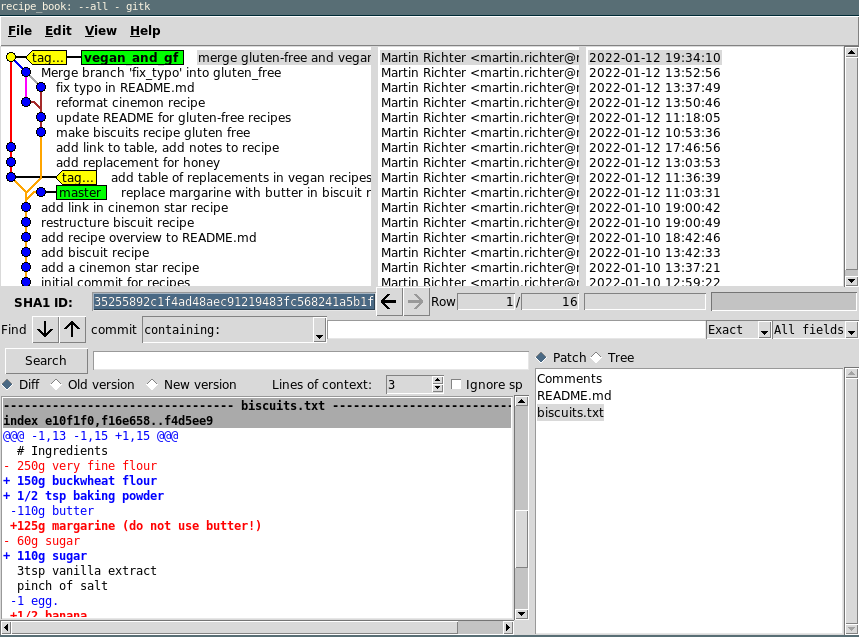 recipe_book: --all - gitk
File Edit View Help
tag... vegan_and_gf merge gluten-free and vegar Martin Richter <martin.richter@r 2022-01-12 19:34:10
Merge branch 'fix_typo' into gluten_free Martin Richter <martin.richter@r 2022-01-12 13:52:56
fix typo in README.md Martin Richter <martin.richter@r 2022-01-12 13:37:49
reformat cinemon recipe Martin Richter <martin.richter@r 2022-01-12 13:50:46
update README for gluten-free recipes Martin Richter <martin.richter@r 2022-01-12 11:18:05
make biscuits recipe gluten free Martin Richter <martin.richter@r 2022-01-12 10:53:36
add link to table, add notes to recipe Martin Richter <martin.richter@r 2022-01-11 17:46:56
add replacement for honey Martin Richter <martin.richter@r 2022-01-11 13:03:53
tag... add table of replacements in vegan recipes Martin Richter <martin.richter@r 2022-01-11 11:36:39
master replace margarine with butter in biscuit r Martin Richter <martin.richter@r 2022-01-11 11:03:31
add link in cinemon star recipe Martin Richter <martin.richter@r 2022-01-10 19:00:42
restructure biscuit recipe Martin Richter <martin.richter@r 2022-01-10 19:00:49
add recipe overview to README.md Martin Richter <martin.richter@r 2022-01-10 18:42:46
add biscuit recipe Martin Richter <martin.richter@r 2022-01-10 13:42:33
add a cinemon star recipe Martin Richter <martin.richter@r 2022-01-10 13:37:21
initial commit for recipes Martin Richter <martin.richter@r 2022-01-10 12:59:22
SHA1 ID: 35255892c1f4ad48aec91219483fc568241a5b1f Row 1 / 16
Find commit containing: Exact All fields
Search
Diff Old version New version Lines of context: 3 Ignore sp
Patch Tree
---------------------------------- biscuits.txt --------------------------
index e10f1f0,f16e658..f4d5ee9
@@@ -1,13 -1,15 +1,15 @@@
# Ingredients
- 250g very fine flour
+ 150g buckwheat flour
+ 1/2 tsp baking powder
-110g butter
+125g margarine (do not use butter!)
- 60g sugar
+ 110g sugar
3tsp vanilla extract
pinch of salt
-1 egg.
+1/2 banana
Comments
README.md
biscuits.txt